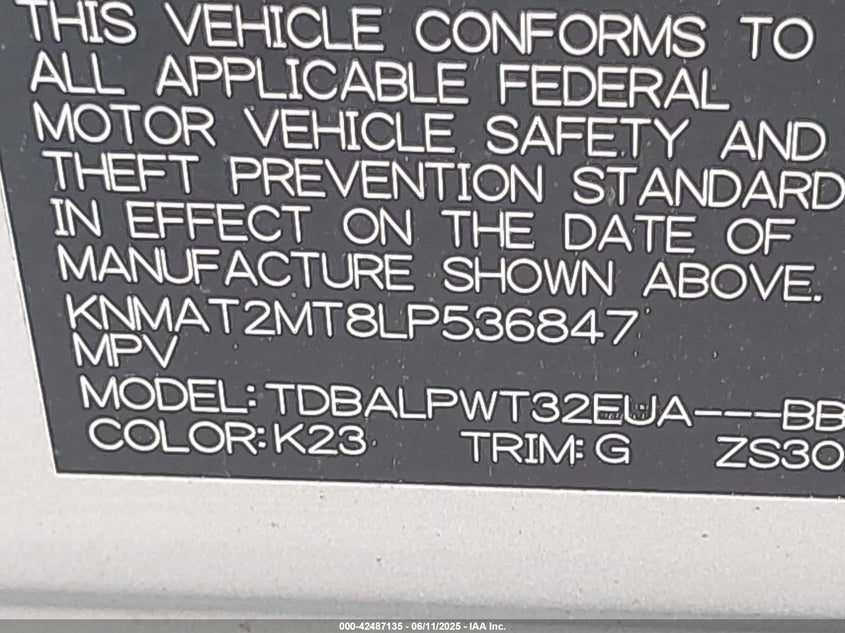 THIS VEHICLE CONFORMS TO
ALL APPLICABLE FEDERAL
MOTOR VEHICLE SAFETY AND
THEFT PREVENTION STANDARD
IN EFFECT ON THE DATE OF
MANUFACTURE SHOWN ABOVE.
KNMAT2MT8LP536847
MPV
MODEL: TDBALPWT32EUA---BB
COLOR: K23 TRIM: G ZS30
000-42487135 - 06/11/2025 - IAA Inc.